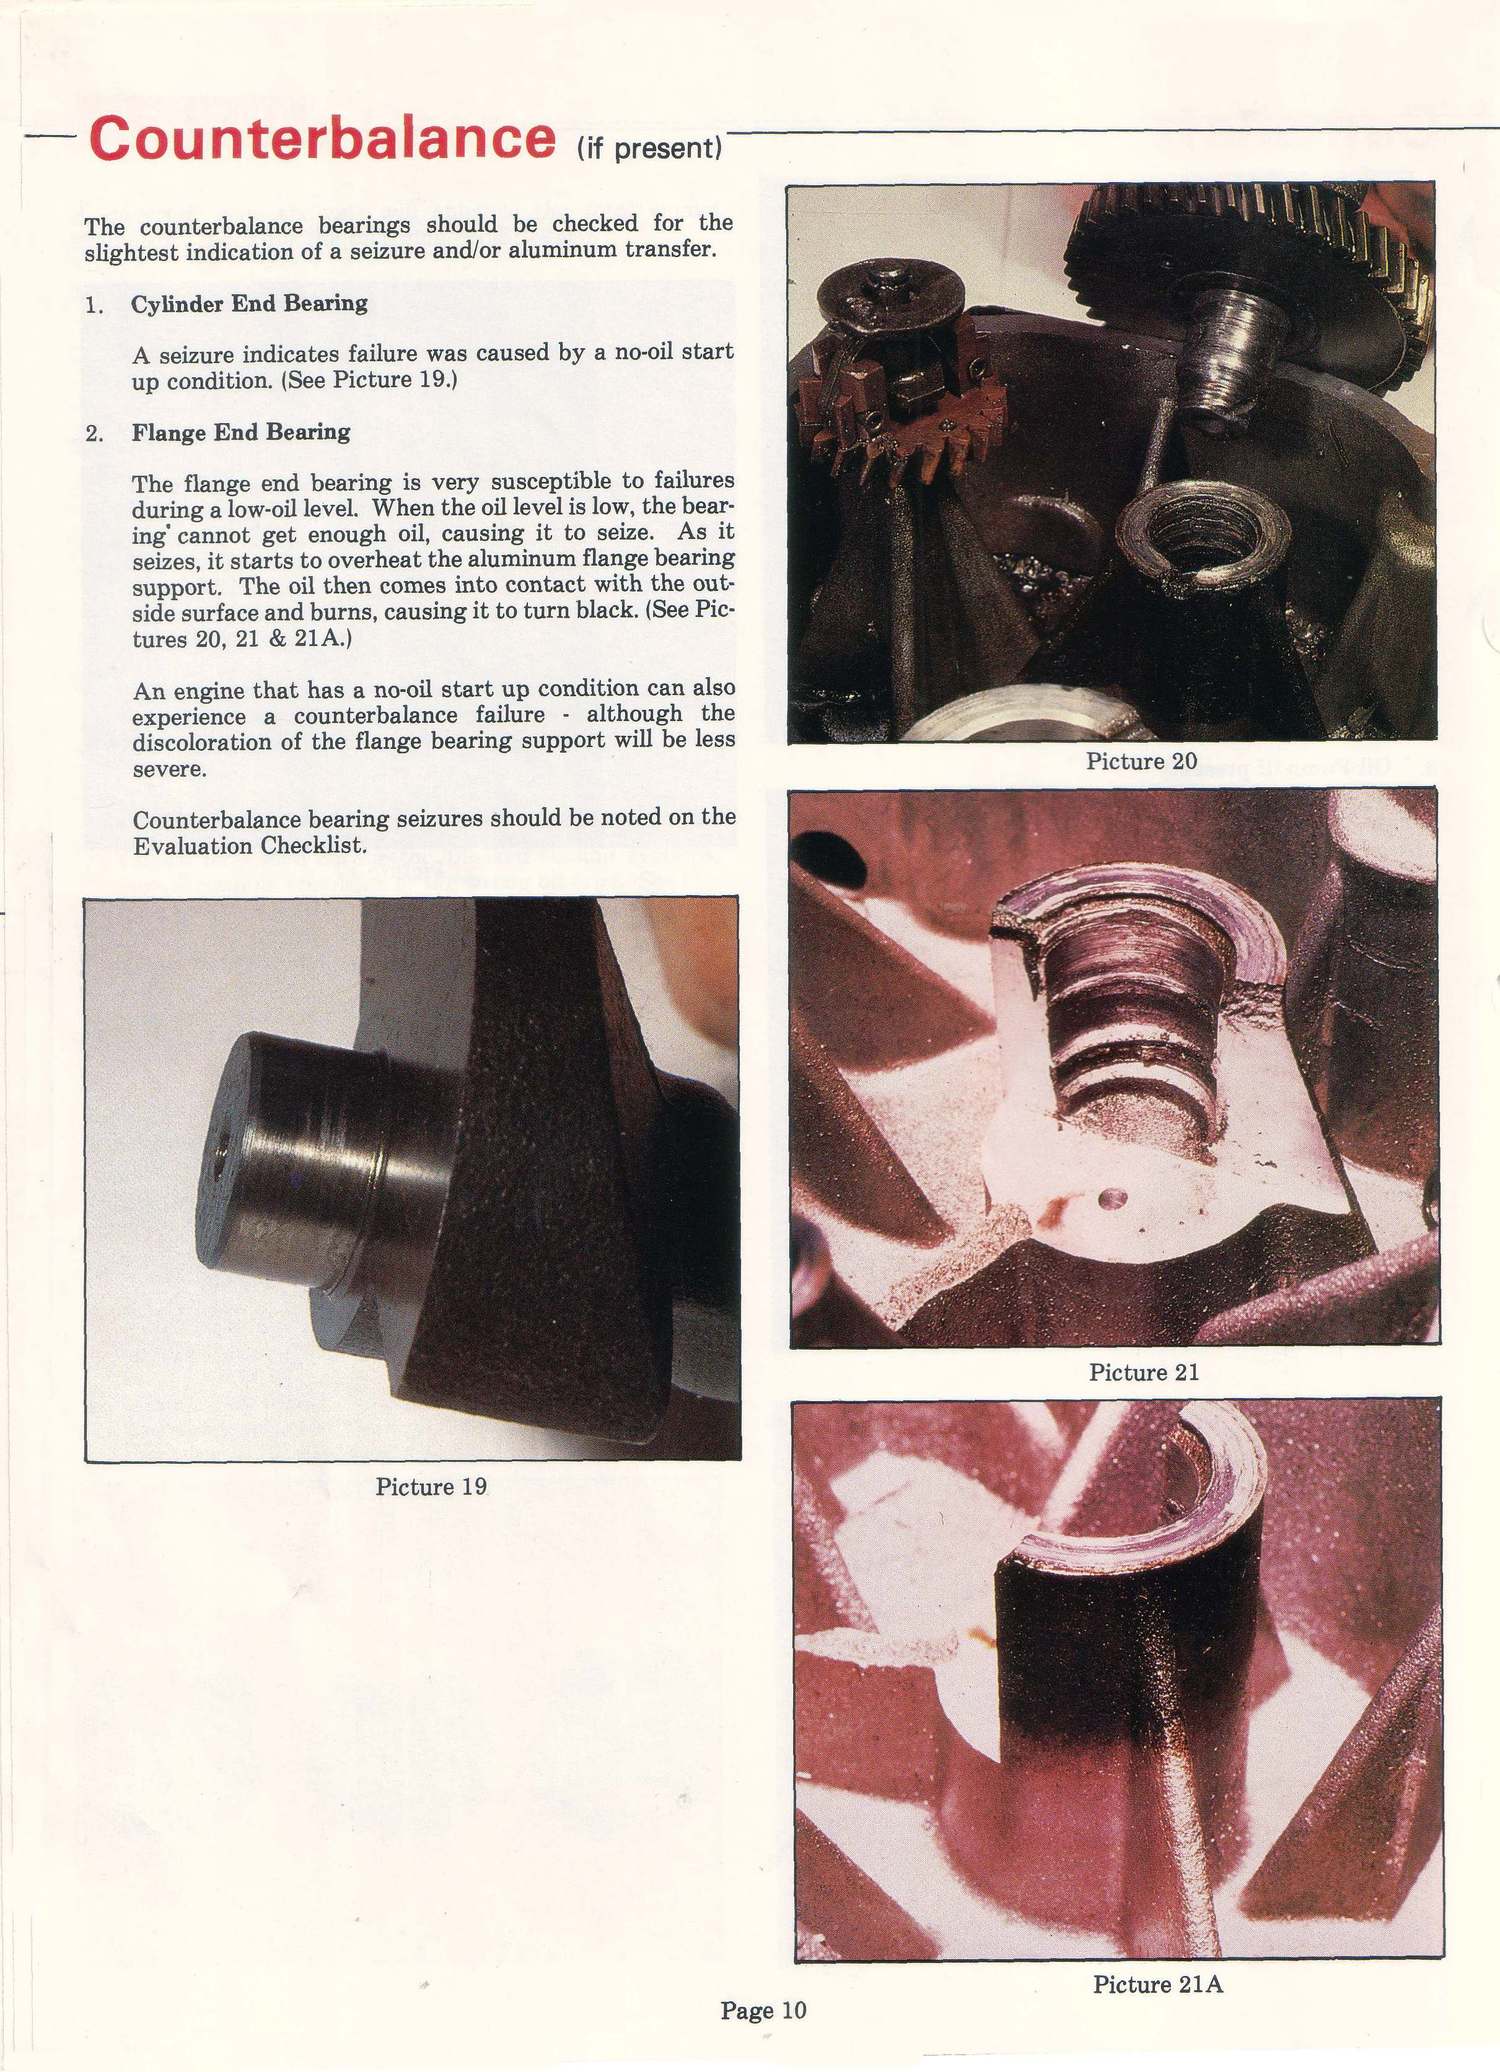 Counterbalance (if present)
The counterbalance bearings should be checked for the
slightest indication of a seizure and/or aluminum transfer.
1. Cylinder End Bearing
A seizure indicates failure was caused by a no-oil start
up condition. (See Picture 19.)
2. Flange End Bearing
The flange end bearing is very susceptible to failures
during a low-oil level. When the oil level is low, the bear-
ing cannot get enough oil, causing it to seize. As it
seizes, it starts to overheat the aluminum flange bearing
support. The oil then comes into contact with the out-
side surface and burns, causing it to turn black. (See Pic-
tures 20, 21 & 21A.)
An engine that has a no-oil start up condition can also
experience a counterbalance failure - although the
discoloration of the flange bearing support will be less
severe.
Counterbalance bearing seizures should be noted on the
Evaluation Checklist.
Picture 19
Picture 20
Picture 21
Picture 21A
Page 10